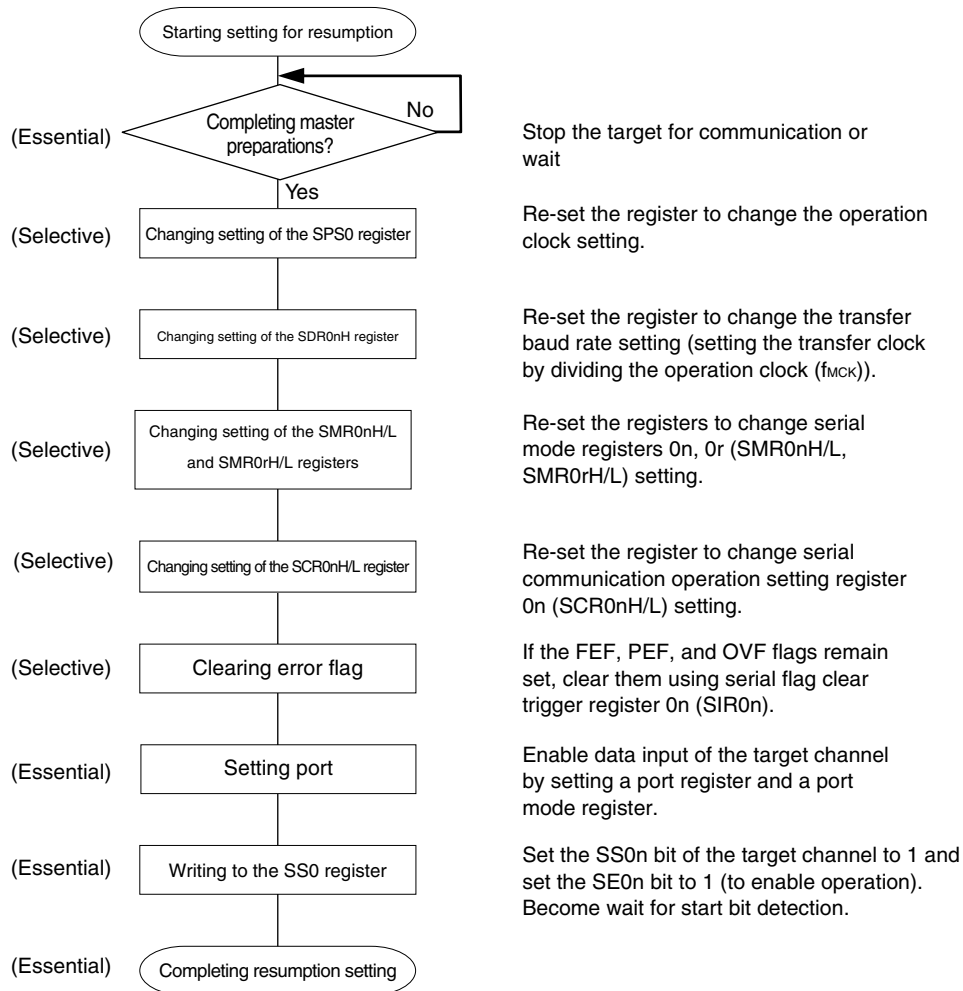 Starting setting for resumption
No
(Essential)
Completing master
preparations?
Stop the target for communication or
wait
Yes
(Selective)
Changing setting of the SPS0 register
Re-set the register to change the operation
clock setting.
(Selective)
Changing setting of the SDR0nH register
Re-set the register to change the transfer
baud rate setting (setting the transfer clock
by dividing the operation clock (fMCK)).
(Selective)
Changing setting of the SMR0nH/L
and SMR0rH/L registers
Re-set the registers to change serial
mode registers 0n, 0r (SMR0nH/L,
SMR0rH/L) setting.
(Selective)
Changing setting of the SCR0nH/L register
Re-set the register to change serial
communication operation setting register
0n (SCR0nH/L) setting.
(Selective)
Clearing error flag
If the FEF, PEF, and OVF flags remain
set, clear them using serial flag clear
trigger register 0n (SIR0n).
(Essential)
Setting port
Enable data input of the target channel
by setting a port register and a port
mode register.
(Essential)
Writing to the SS0 register
Set the SS0n bit of the target channel to 1 and
set the SE0n bit to 1 (to enable operation).
Become wait for start bit detection.
(Essential)
Completing resumption setting